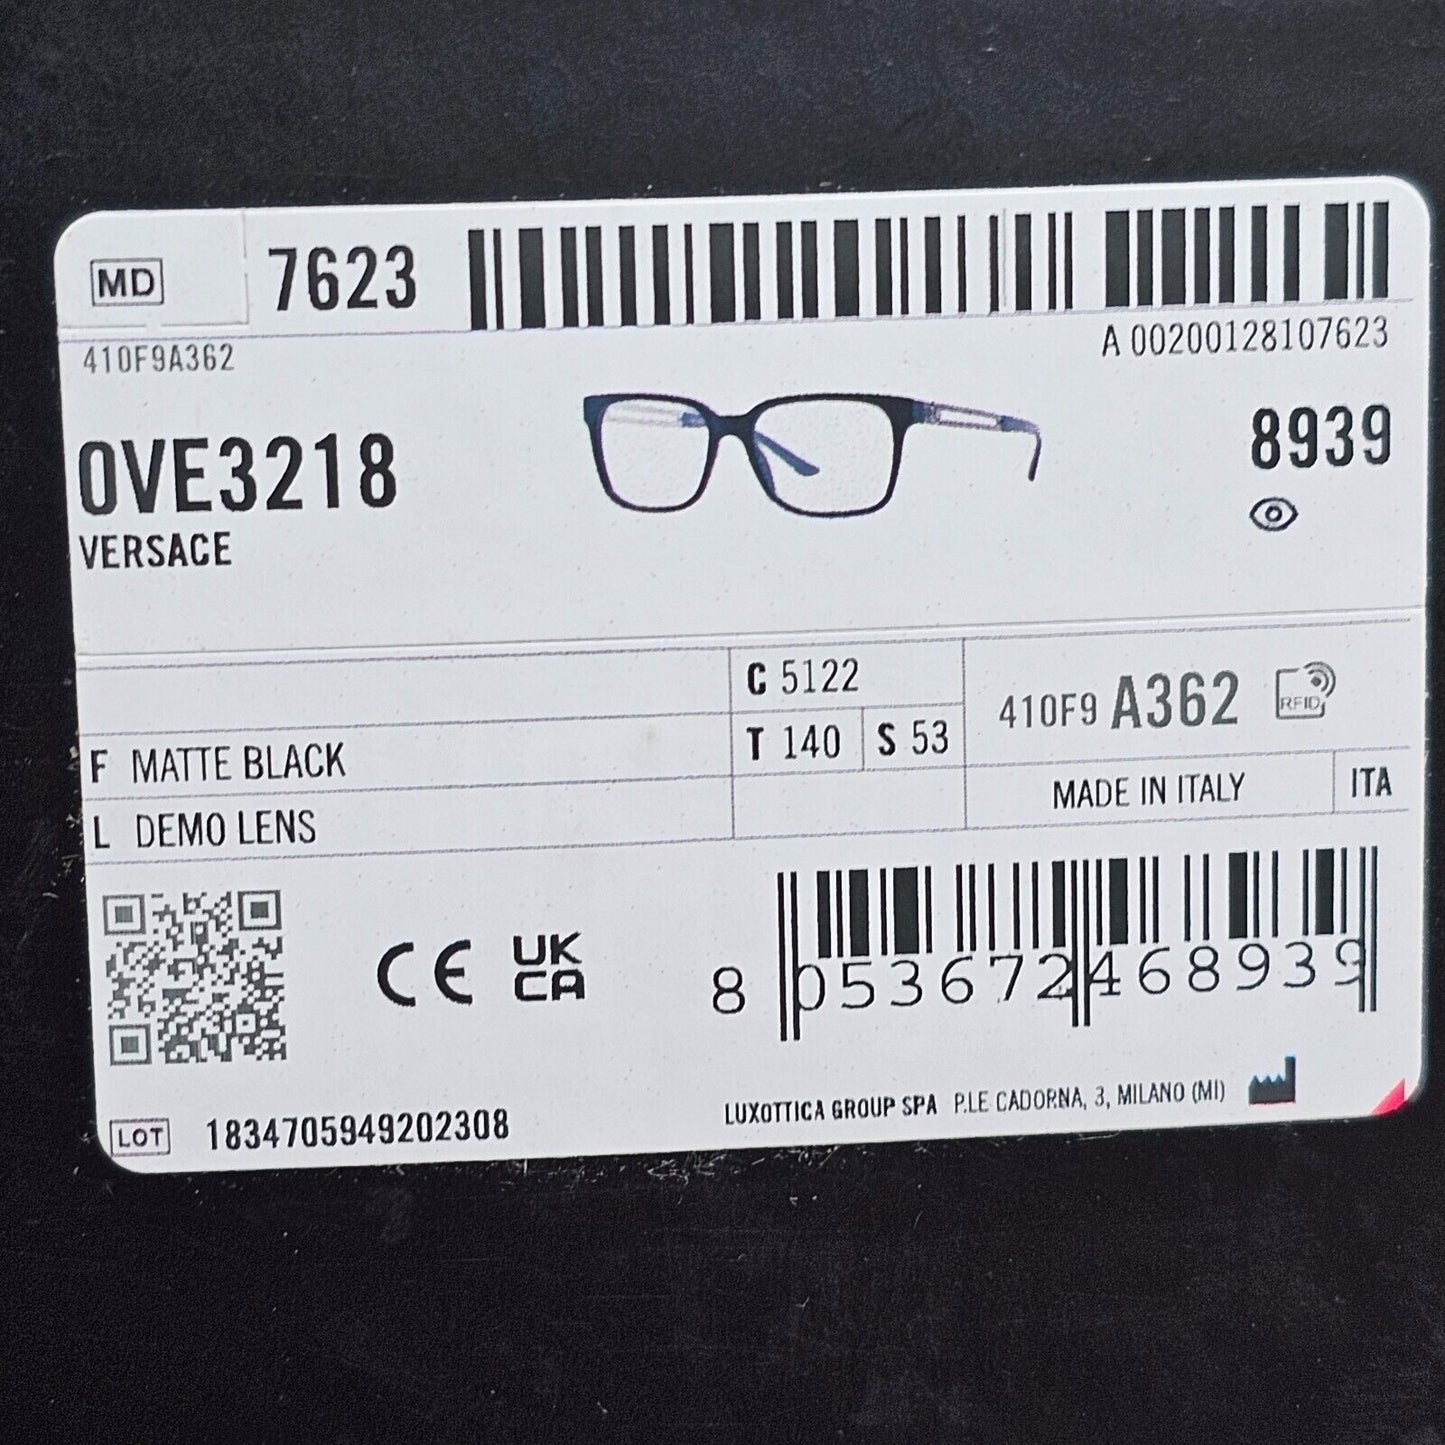 MD 7623
A 00200128107623
410F9A362
0VE3218
VERSACE
8939
C 5122
410F9 A362 RFID
F MATTE BLACK
T 140 S 53
MADE IN ITALY ITA
L DEMO LENS
CE UK
CA
8 053672 468939
LUXOTTICA GROUP SPA P.LE CADORNA, 3, MILANO (MI)
LOT 1834705949202308